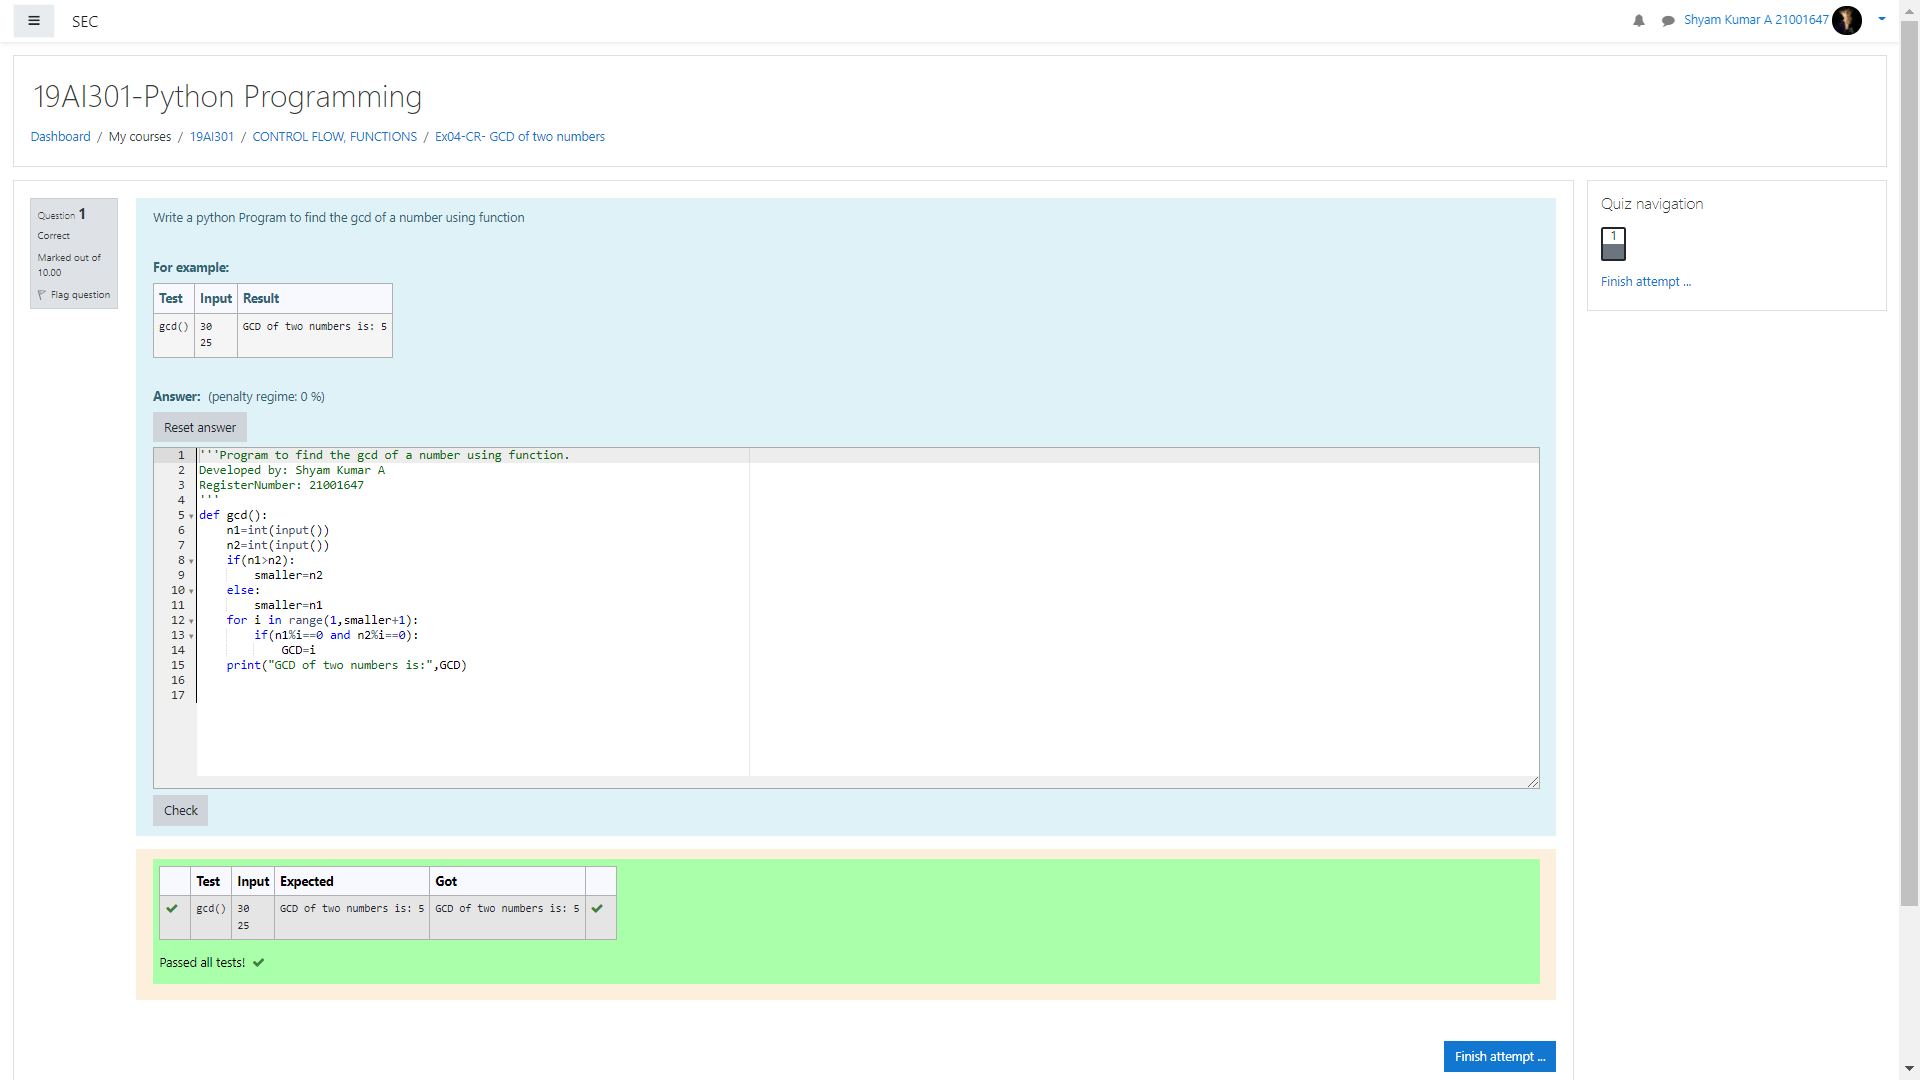 SEC
Shyam Kumar A 21001647
19AI301-Python Programming
Dashboard / My courses / 19AI301 / CONTROL FLOW, FUNCTIONS / Ex04-CR- GCD of two numbers
Question 1
Correct
Marked out of
10.00
Flag question
Write a python Program to find the gcd of a number using function
For example:
Test Input Result
gcd() 30 GCD of two numbers is: 5
25
Answer: (penalty regime: 0 %)
Reset answer
1 '''Program to find the gcd of a number using function.
2 Developed by: Shyam Kumar A
3 RegisterNumber: 21001647
4 '''
5 def gcd():
6     n1=int(input())
7     n2=int(input())
8     if(n1>n2):
9         smaller=n2
10     else:
11         smaller=n1
12     for i in range(1,smaller+1):
13         if(n1%i==0 and n2%i==0):
14             GCD=i
15     print("GCD of two numbers is:",GCD)
16
17
Check
Test Input Expected Got
gcd() 30 GCD of two numbers is: 5 GCD of two numbers is: 5
25
Passed all tests!
Finish attempt ...
Quiz navigation
1
Finish attempt ...